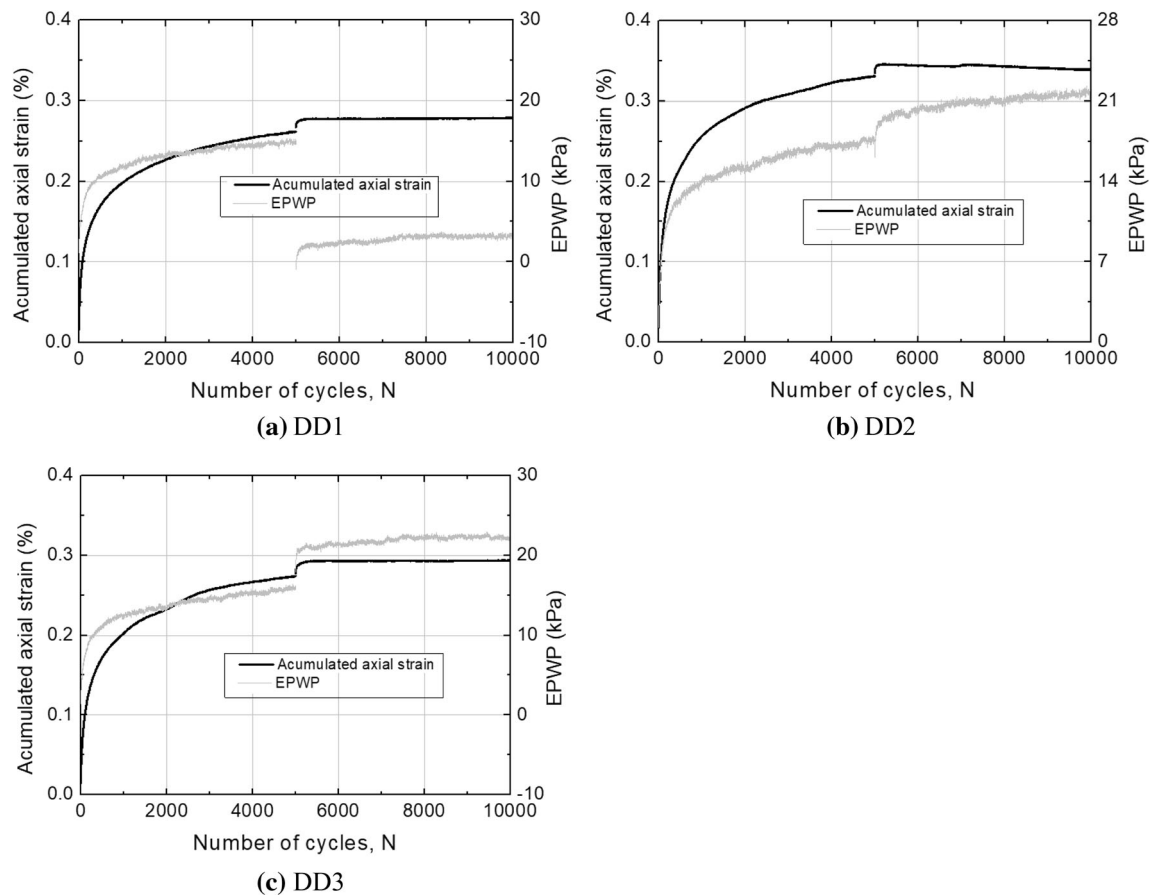 0.4
0.3
0.2
0.1
0.0
Acumulated axial strain (%)
30
20
10
0
-10
EPWP (kPa)
Acumulated axial strain
EPWP
0 2000 4000 6000 8000 10000
Number of cycles, N
(a) DD1
0.4
0.3
0.2
0.1
0.0
Acumulated axial strain (%)
28
21
14
7
0
EPWP (kPa)
Acumulated axial strain
EPWP
0 2000 4000 6000 8000 10000
Number of cycles, N
(b) DD2
0.4
0.3
0.2
0.1
0.0
Acumulated axial strain (%)
30
20
10
0
-10
EPWP (kPa)
Acumulated axial strain
EPWP
0 2000 4000 6000 8000 10000
Number of cycles, N
(c) DD3